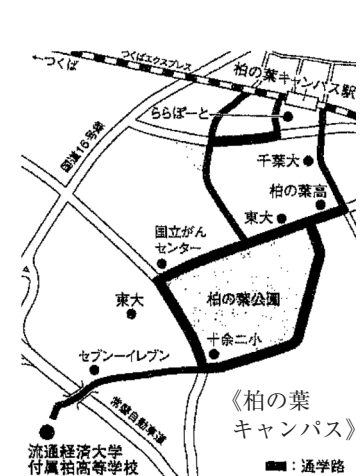 つくばエクスプレス
←つくば
柏の葉キャンパス駅
ららぽーと
国道16号線
千葉大
柏の葉高
東大
国立がん
センター
東大
柏の葉公園
十余二小
セブンーイレブン
常磐自動車道
《柏の葉
キャンパス》
流通経済大学
付属柏高等学校
：通学路